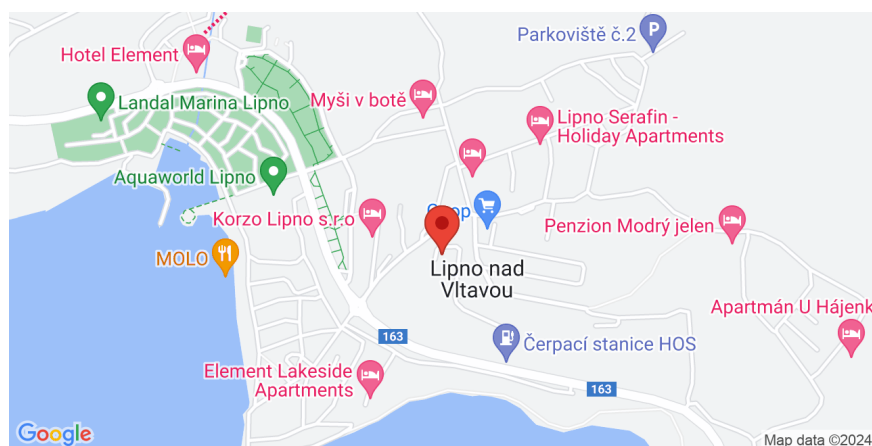 Hotel Element
Parkoviště č.2
Landal Marina Lipno
Myši v botě
Lipno Serafin -
Holiday Apartments
Aquaworld Lipno
Korzo Lipno s.r.o
Penzion Modrý jelen
MOLO
Lipno nad
Vltavou
Apartmán U Hájenk
163
Čerpací stanice HOS
Element Lakeside
Apartments
163
Google
Map data ©2024